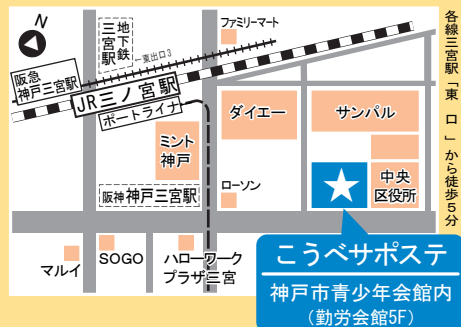 N
地下鉄
三宮駅
←東出口3
ファミリーマート
阪急
神戸三宮駅
JR三ノ宮駅
ポートライナー
ダイエー
サンパル
ミント
神戸
阪神 神戸三宮駅
ローソン
中央
区役所
マルイ
SOGO
ハローワーク
プラザ三宮
こうべサポステ
神戸市青少年会館内
(勤労会館5F)
各線三宮駅「東口」から徒歩5分